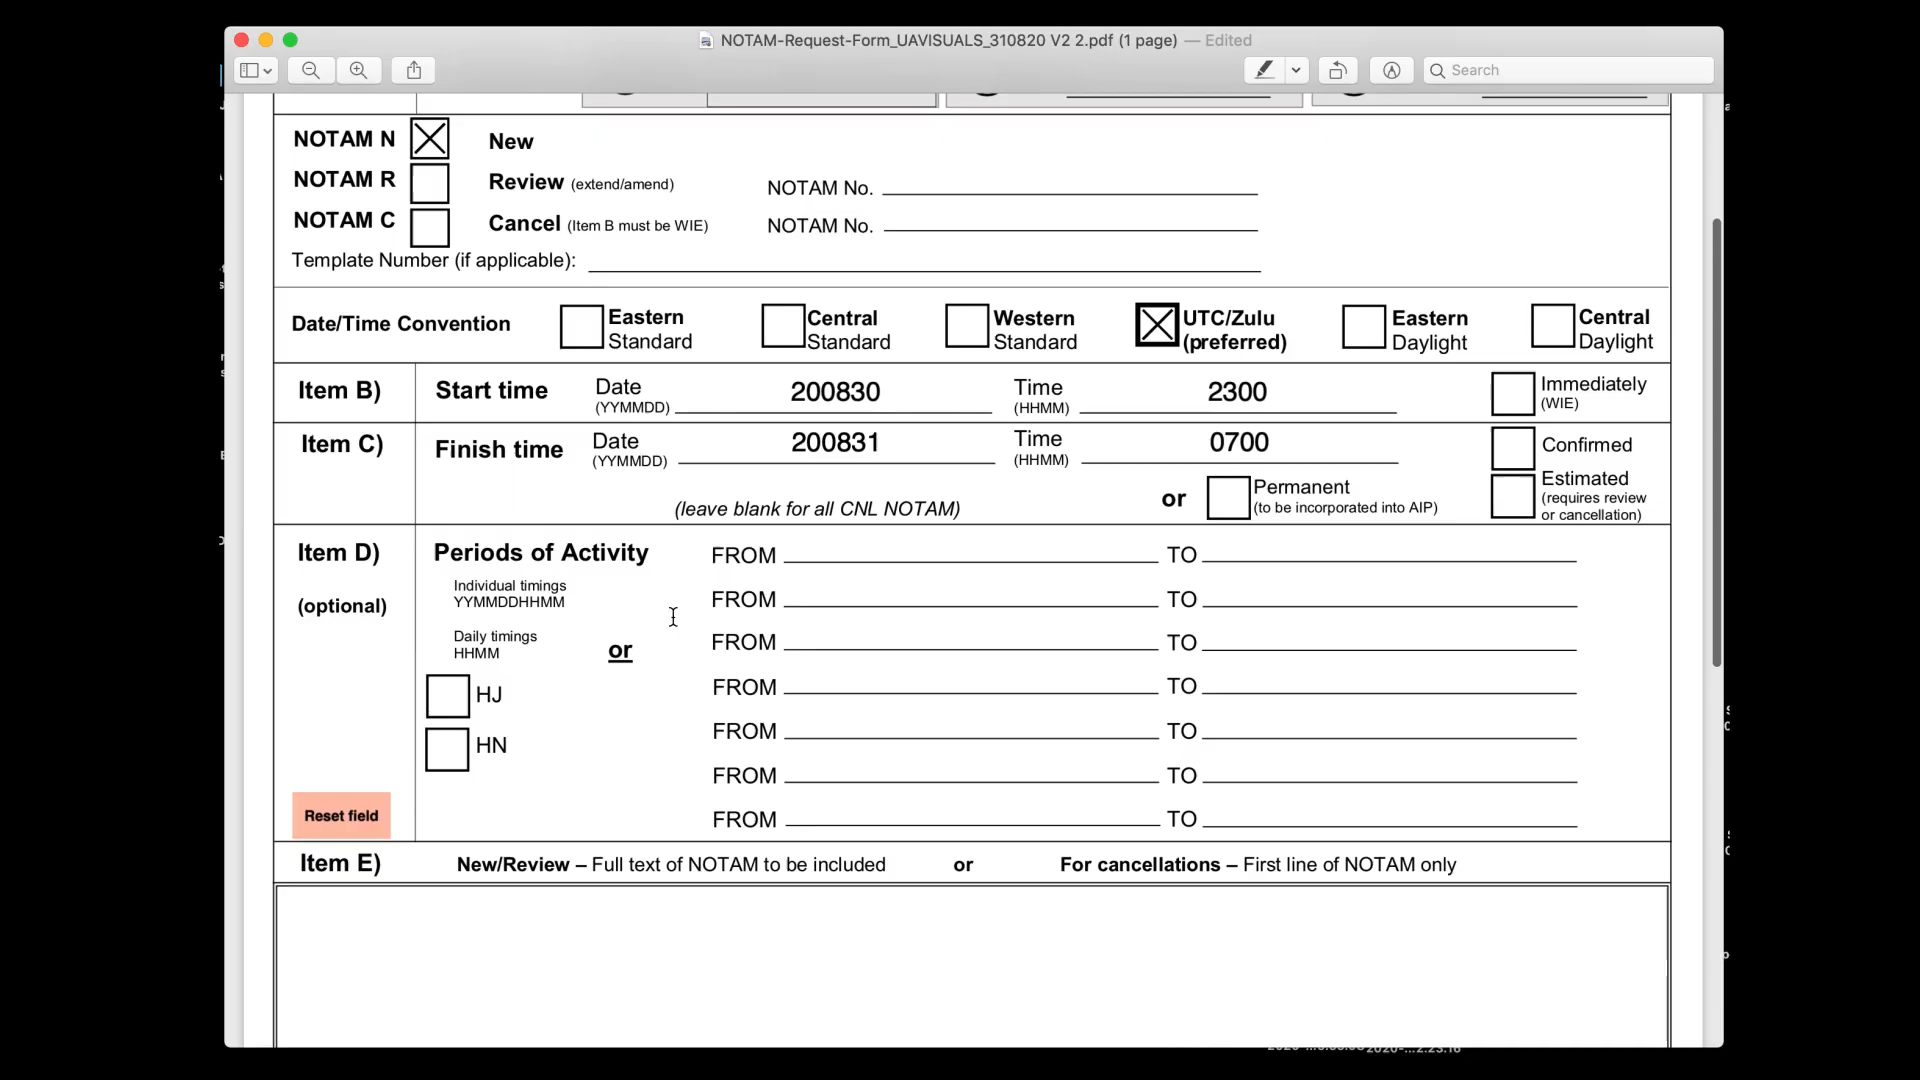 NOTAM-Request-Form_UAVISUALS_310820 V2 2.pdf (1 page) — Edited
Search
NOTAM N New
NOTAM R Review (extend/amend) NOTAM No.
NOTAM C Cancel (Item B must be WIE) NOTAM No.
Template Number (if applicable):
Date/Time Convention Eastern Standard Central Standard Western Standard UTC/Zulu (preferred) Eastern Daylight Central Daylight
Item B) Start time Date (YYMMDD) 200830 Time (HHMM) 2300 Immediately (WIE)
Item C) Finish time Date (YYMMDD) 200831 Time (HHMM) 0700 Confirmed
(leave blank for all CNL NOTAM) or Permanent (to be incorporated into AIP) Estimated (requires review or cancellation)
Item D) Periods of Activity FROM TO
(optional) Individual timings YYMMDDHHMM FROM TO
Daily timings HHMM or FROM TO
HJ FROM TO
HN FROM TO
FROM TO
Reset field FROM TO
Item E) New/Review – Full text of NOTAM to be included or For cancellations – First line of NOTAM only